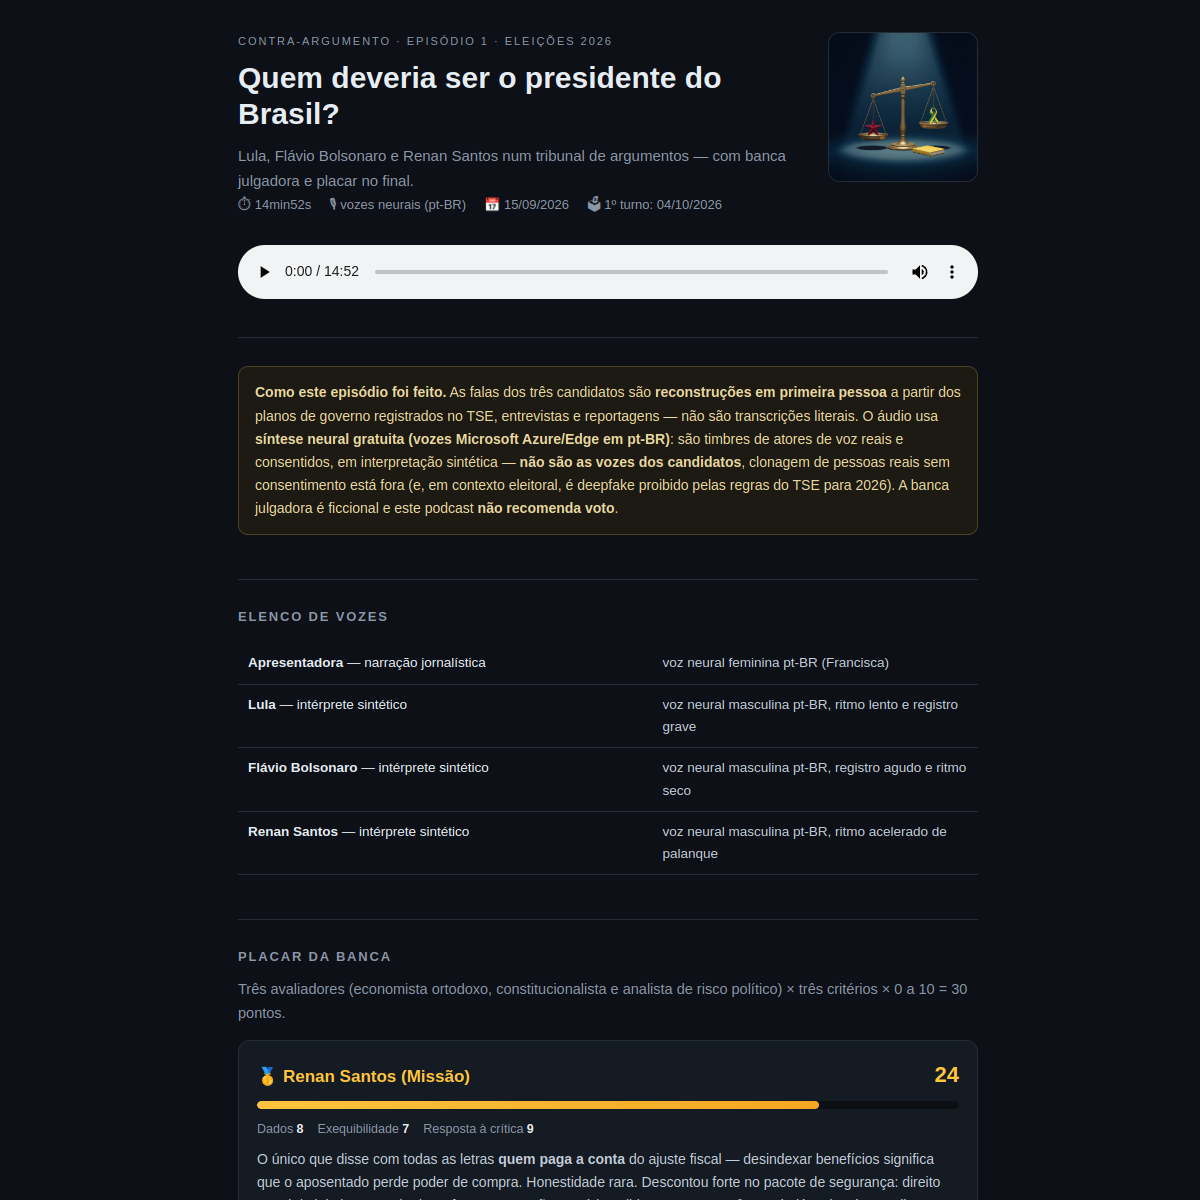 CONTRA-ARGUMENTO · EPISÓDIO 1 · ELEIÇÕES 2026
Quem deveria ser o presidente do
Brasil?
Lula, Flávio Bolsonaro e Renan Santos num tribunal de argumentos — com banca
julgadora e placar no final.
⏱ 14min52s 🎙 vozes neurais (pt-BR) 📅 15/09/2026 🗳 1º turno: 04/10/2026
0:00 / 14:52
Como este episódio foi feito. As falas dos três candidatos são reconstruções em primeira pessoa a partir dos
planos de governo registrados no TSE, entrevistas e reportagens — não são transcrições literais. O áudio usa
síntese neural gratuita (vozes Microsoft Azure/Edge em pt-BR): são timbres de atores de voz reais e
consentidos, em interpretação sintética — não são as vozes dos candidatos, clonagem de pessoas reais sem
consentimento está fora (e, em contexto eleitoral, é deepfake proibido pelas regras do TSE para 2026). A banca
julgadora é ficcional e este podcast não recomenda voto.
ELENCO DE VOZES
Apresentadora — narração jornalística voz neural feminina pt-BR (Francisca)
Lula — intérprete sintético voz neural masculina pt-BR, ritmo lento e registro
grave
Flávio Bolsonaro — intérprete sintético voz neural masculina pt-BR, registro agudo e ritmo
seco
Renan Santos — intérprete sintético voz neural masculina pt-BR, ritmo acelerado de
palanque
PLACAR DA BANCA
Três avaliadores (economista ortodoxo, constitucionalista e analista de risco político) × três critérios × 0 a 10 = 30
pontos.
🥇 Renan Santos (Missão) 24
Dados 8 Exequibilidade 7 Resposta à crítica 9
O único que disse com todas as letras quem paga a conta do ajuste fiscal — desindexar benefícios significa
que o aposentado perde poder de compra. Honestidade rara. Descontou forte no pacote de segurança: direito